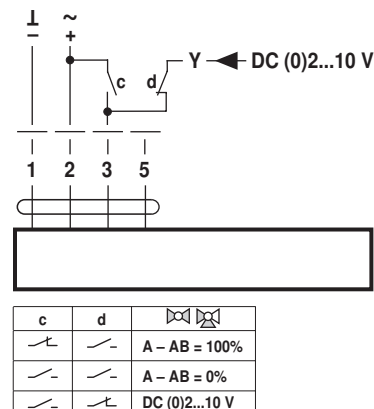 ⊥ ~
– +
c d Y DC (0)2...10 V
1 2 3 5
c d
A – AB = 100%
A – AB = 0%
DC (0)2...10 V